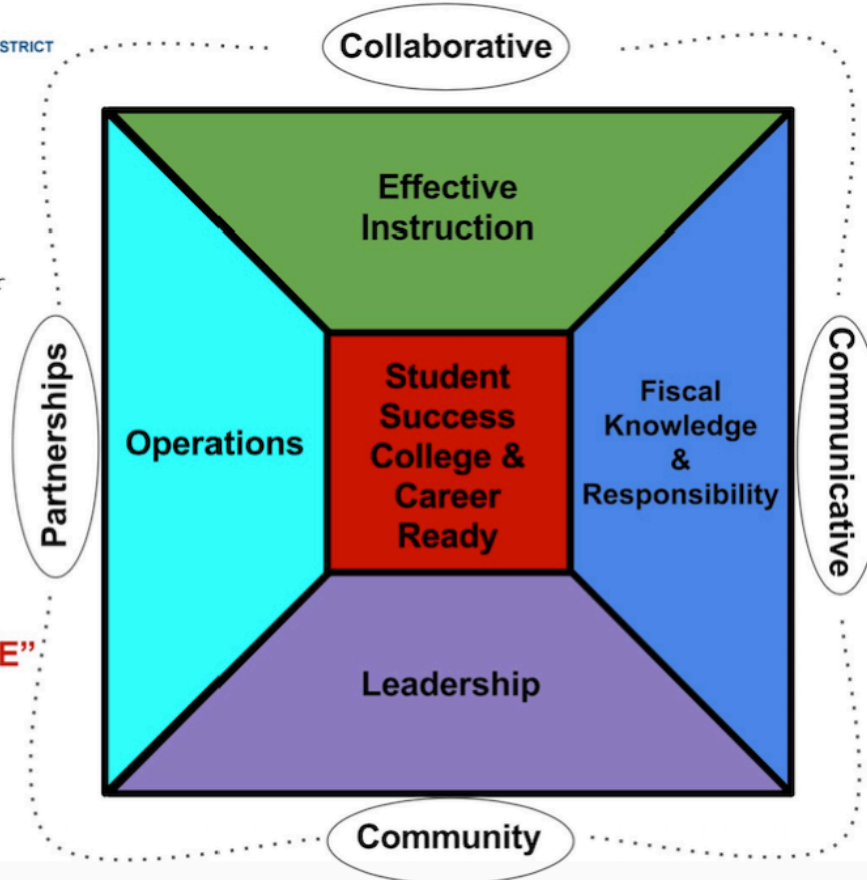 Collaborative
STRICT
Effective
Instruction
Partnerships
Operations
Student
Success
College &
Career
Ready
Fiscal
Knowledge
&
Responsibility
Communicative
E”
Leadership
Community